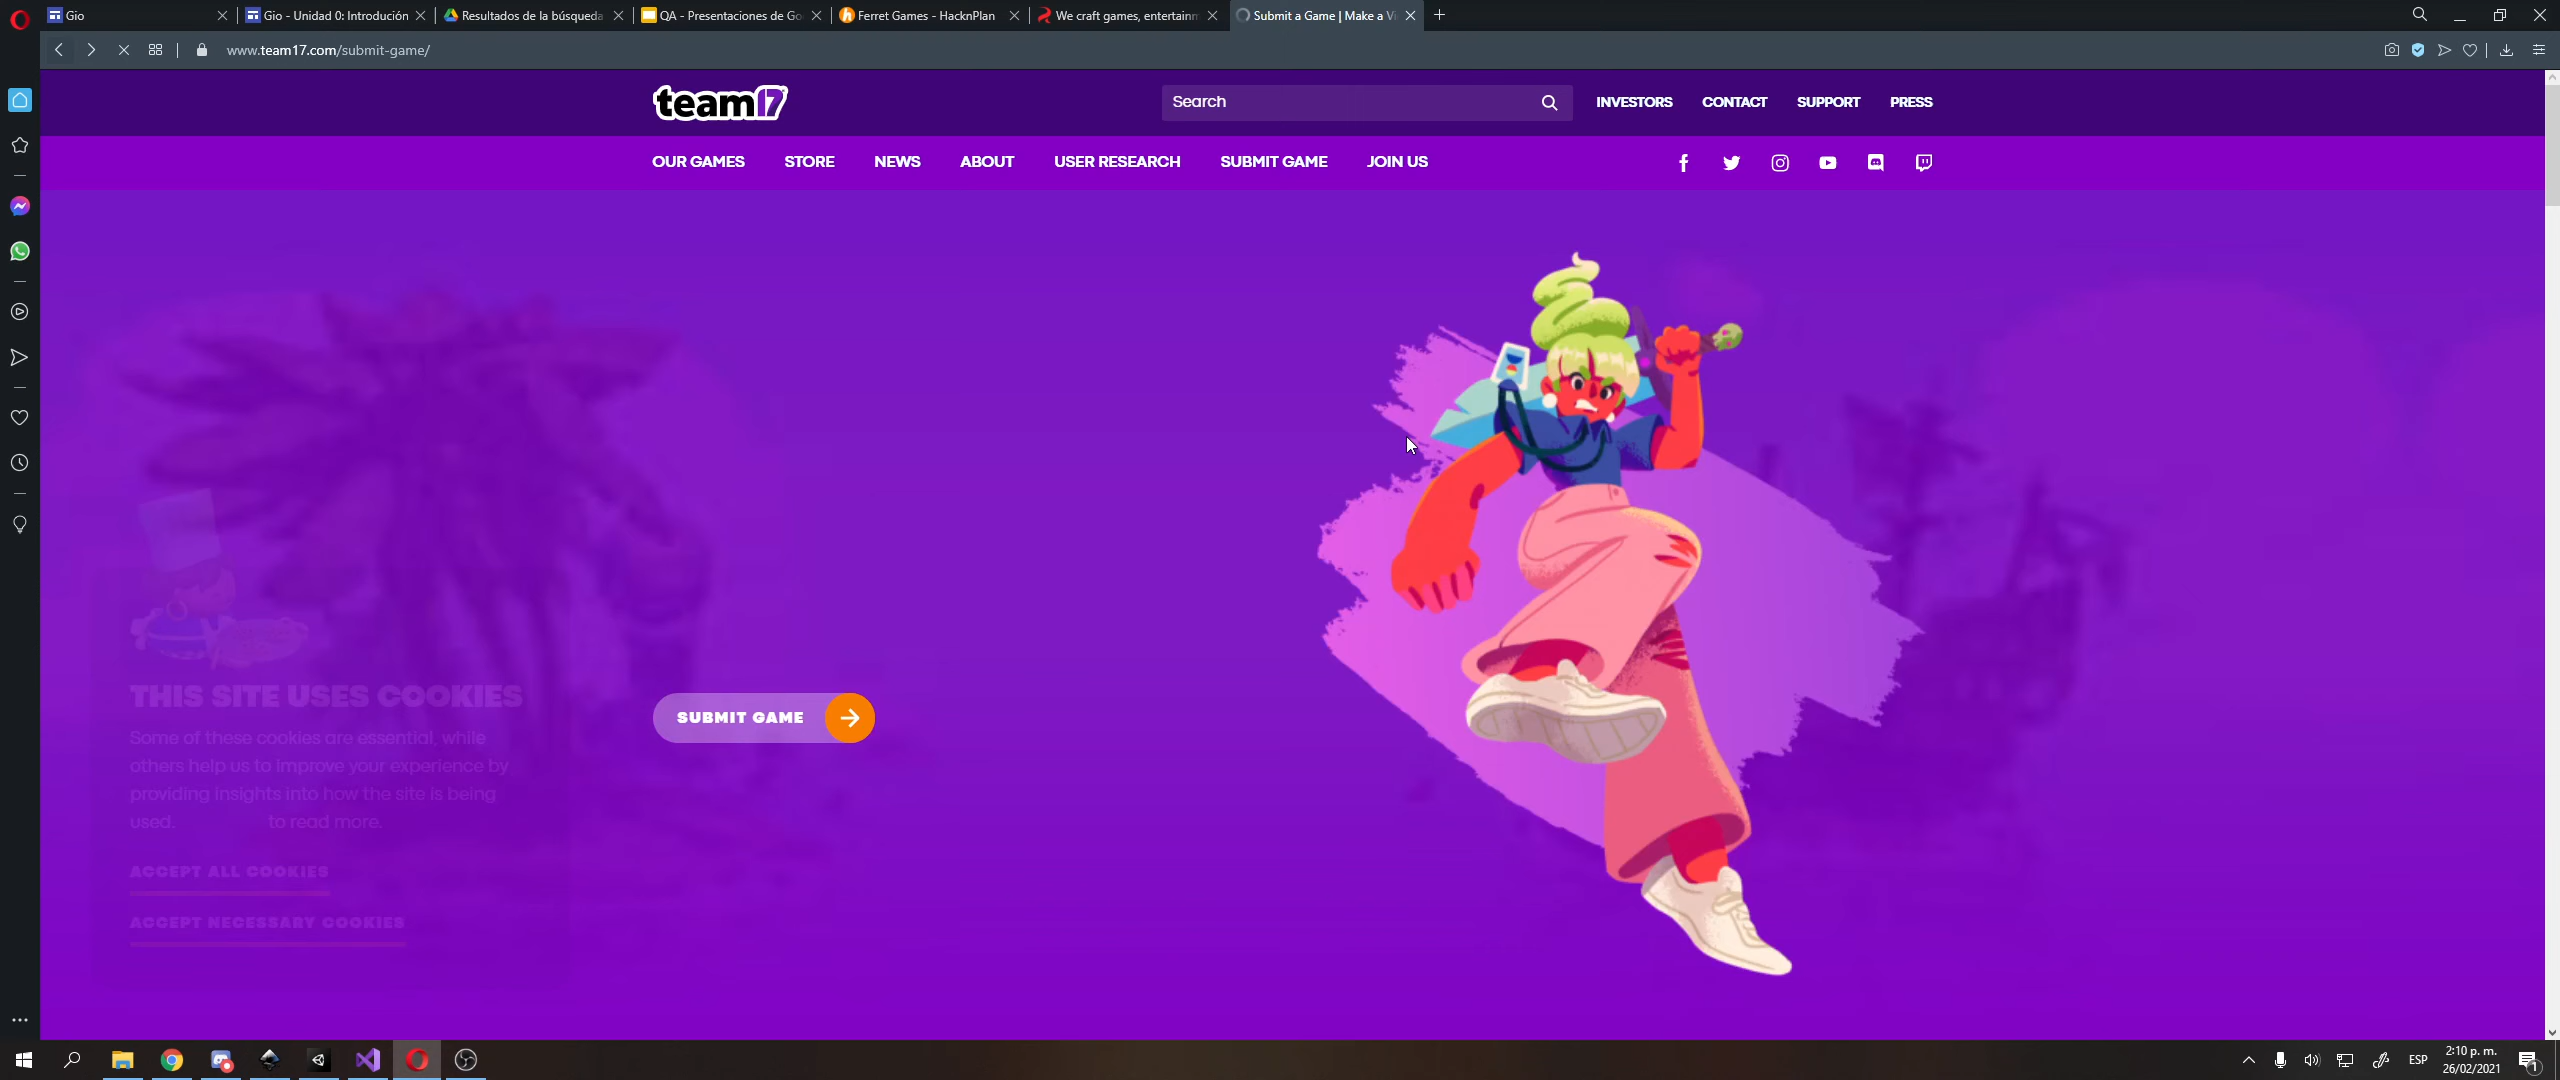 Gio
Gio - Unidad 0: Introdución
Resultados de la búsqueda
QA - Presentaciones de Go
Ferret Games - HacknPlan
We craft games, entertainm
Submit a Game | Make a Vi
www.team17.com/submit-game/
team17
Search
INVESTORS
CONTACT
SUPPORT
PRESS
OUR GAMES
STORE
NEWS
ABOUT
USER RESEARCH
SUBMIT GAME
JOIN US
THIS SITE USES COOKIES
Some of these cookies are essential, while
others help us to improve your experience by
providing insights into how the site is being
used. to read more.
ACCEPT ALL COOKIES
ACCEPT NECESSARY COOKIES
SUBMIT GAME
ESP
2:10 p. m.
26/02/2021
1